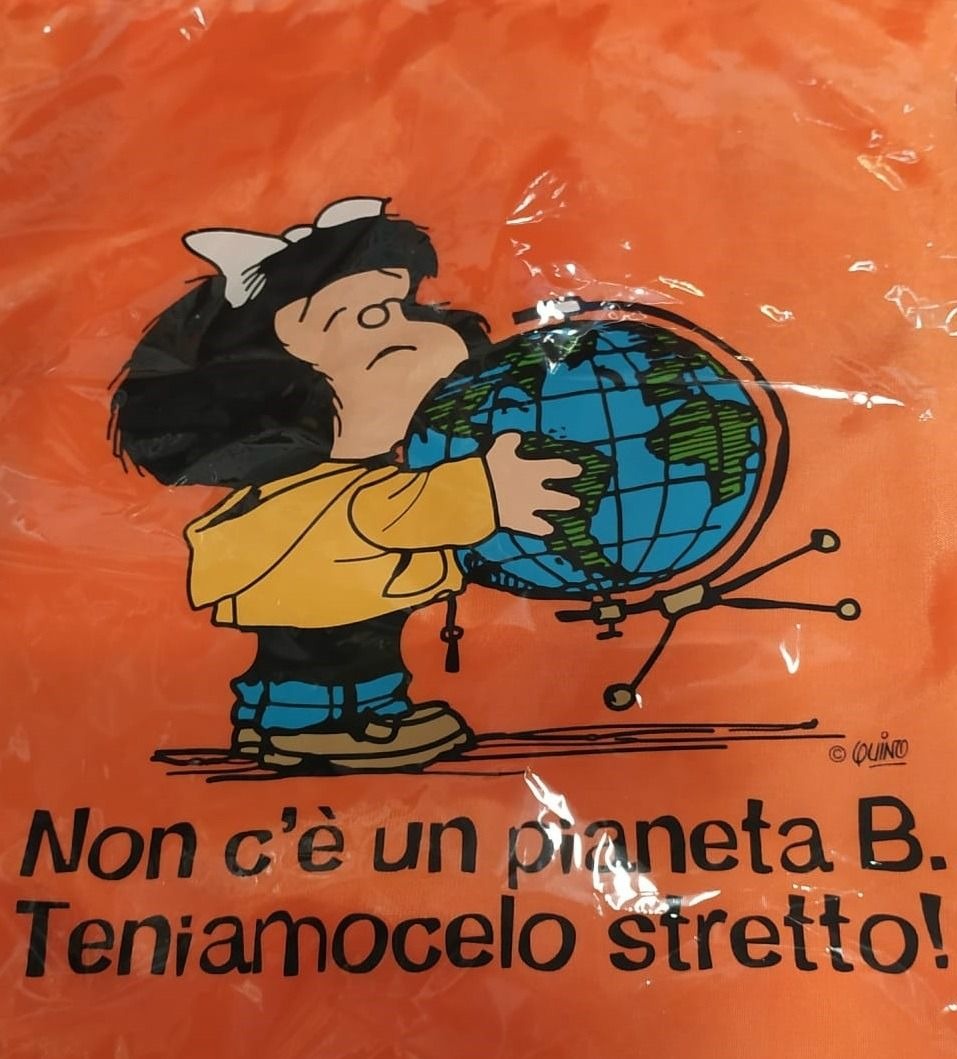 © QUINO
Non c'è un pianeta B.
Teniamocelo stretto!